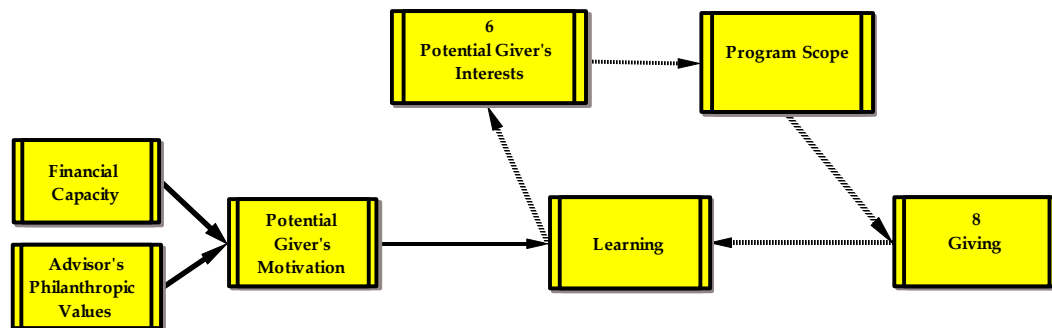 6
Potential Giver's
Interests
Program Scope
Financial
Capacity
Advisor's
Philanthropic
Values
Potential
Giver's
Motivation
Learning
8
Giving